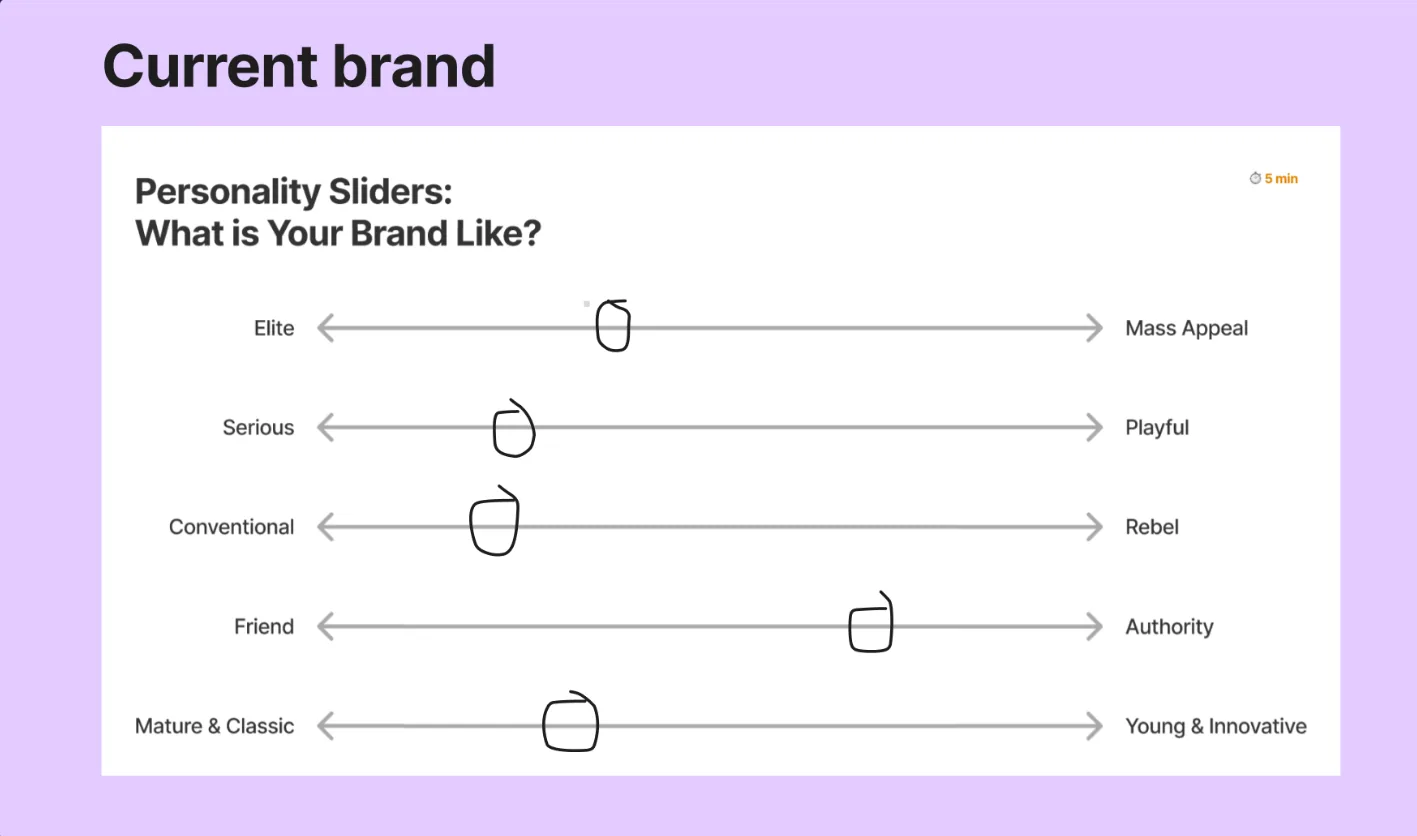 Current brand
Personality Sliders:
What is Your Brand Like?
5 min
Elite Mass Appeal
Serious Playful
Conventional Rebel
Friend Authority
Mature & Classic Young & Innovative